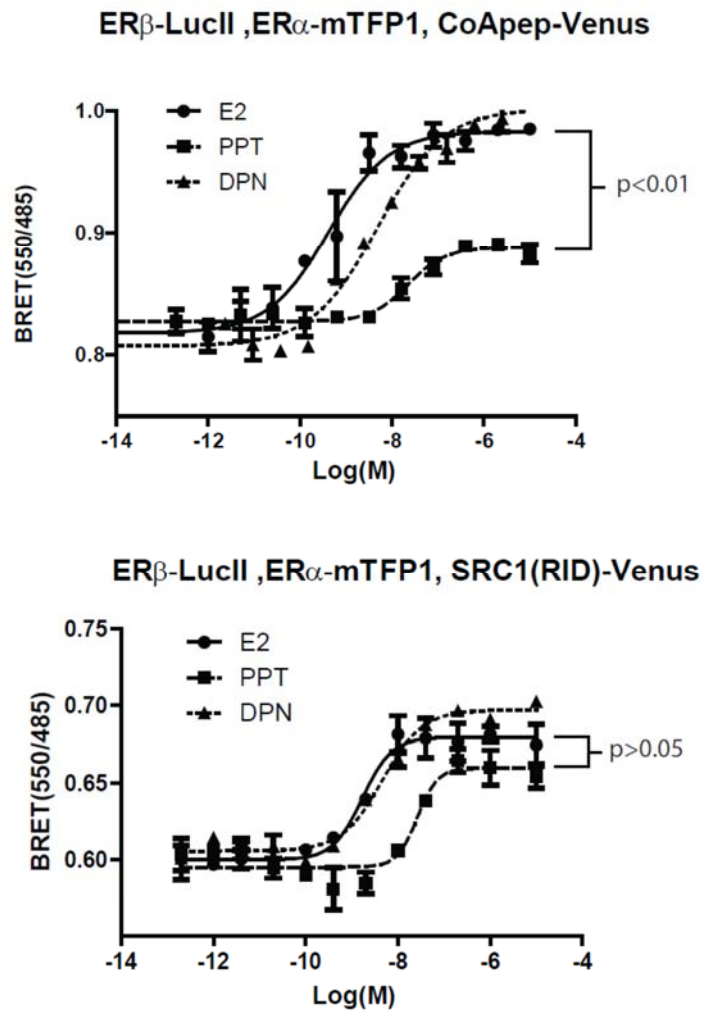 ERβ-LucII ,ERα-mTFP1, CoApep-Venus
1.0
0.9
0.8
BRET(550/485)
E2
PPT
DPN
p<0.01
-14 -12 -10 -8 -6 -4
Log(M)
ERβ-LucII ,ERα-mTFP1, SRC1(RID)-Venus
0.75
0.70
0.65
0.60
BRET(550/485)
E2
PPT
DPN
p>0.05
-14 -12 -10 -8 -6 -4
Log(M)